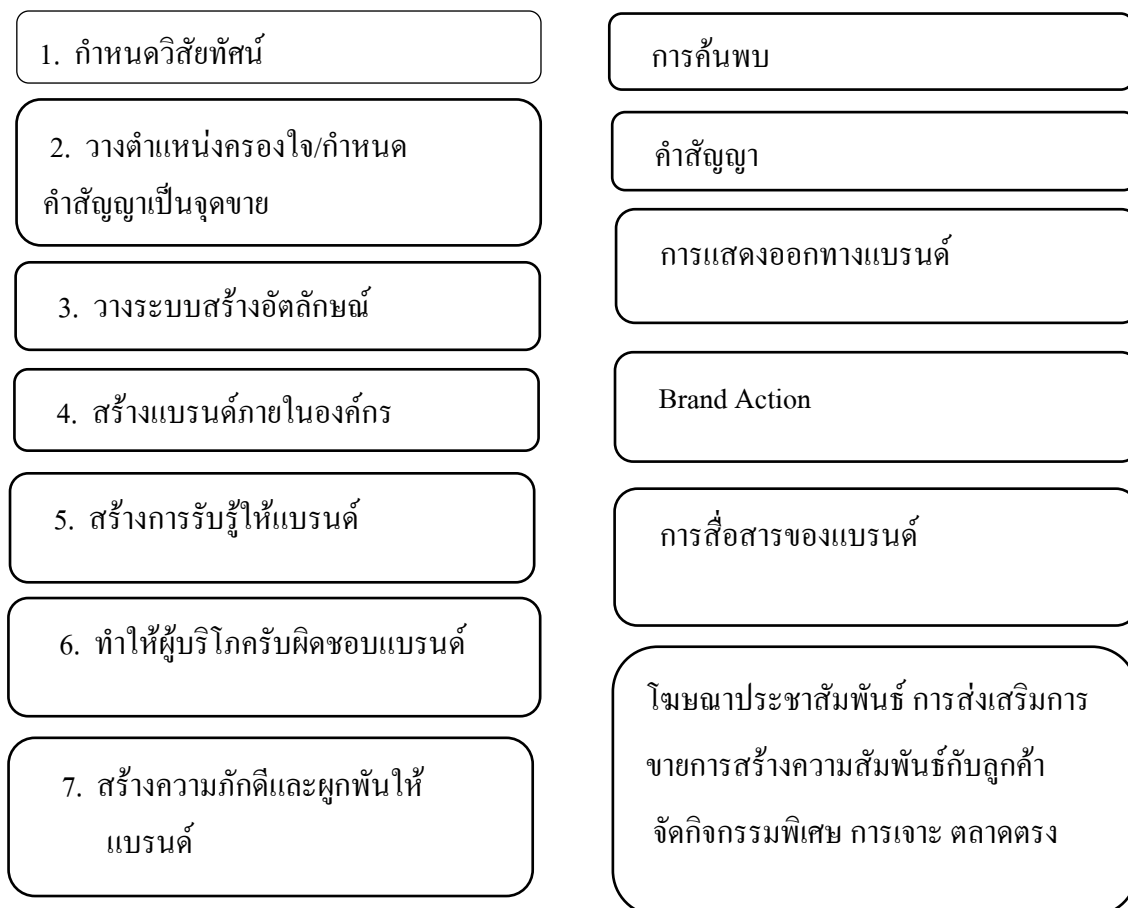 1. กำหนดวิสัยทัศน์
2. วางตำแหน่งครองใจ/กำหนด
คำสัญญาเป็นจุดขาย
3. วางระบบสร้างอัตลักษณ์
4. สร้างแบรนด์ภายในองค์กร
5. สร้างการรับรู้ให้แบรนด์
6. ทำให้ผู้บริโภครับผิดชอบแบรนด์
7. สร้างความภักดีและผูกพันให้
แบรนด์
การค้นพบ
คำสัญญา
การแสดงออกทางแบรนด์
Brand Action
การสื่อสารของแบรนด์
โฆษณาประชาสัมพันธ์ การส่งเสริมการ
ขายการสร้างความสัมพันธ์กับลูกค้า
จัดกิจกรรมพิเศษ การเจาะ ตลาดตรง